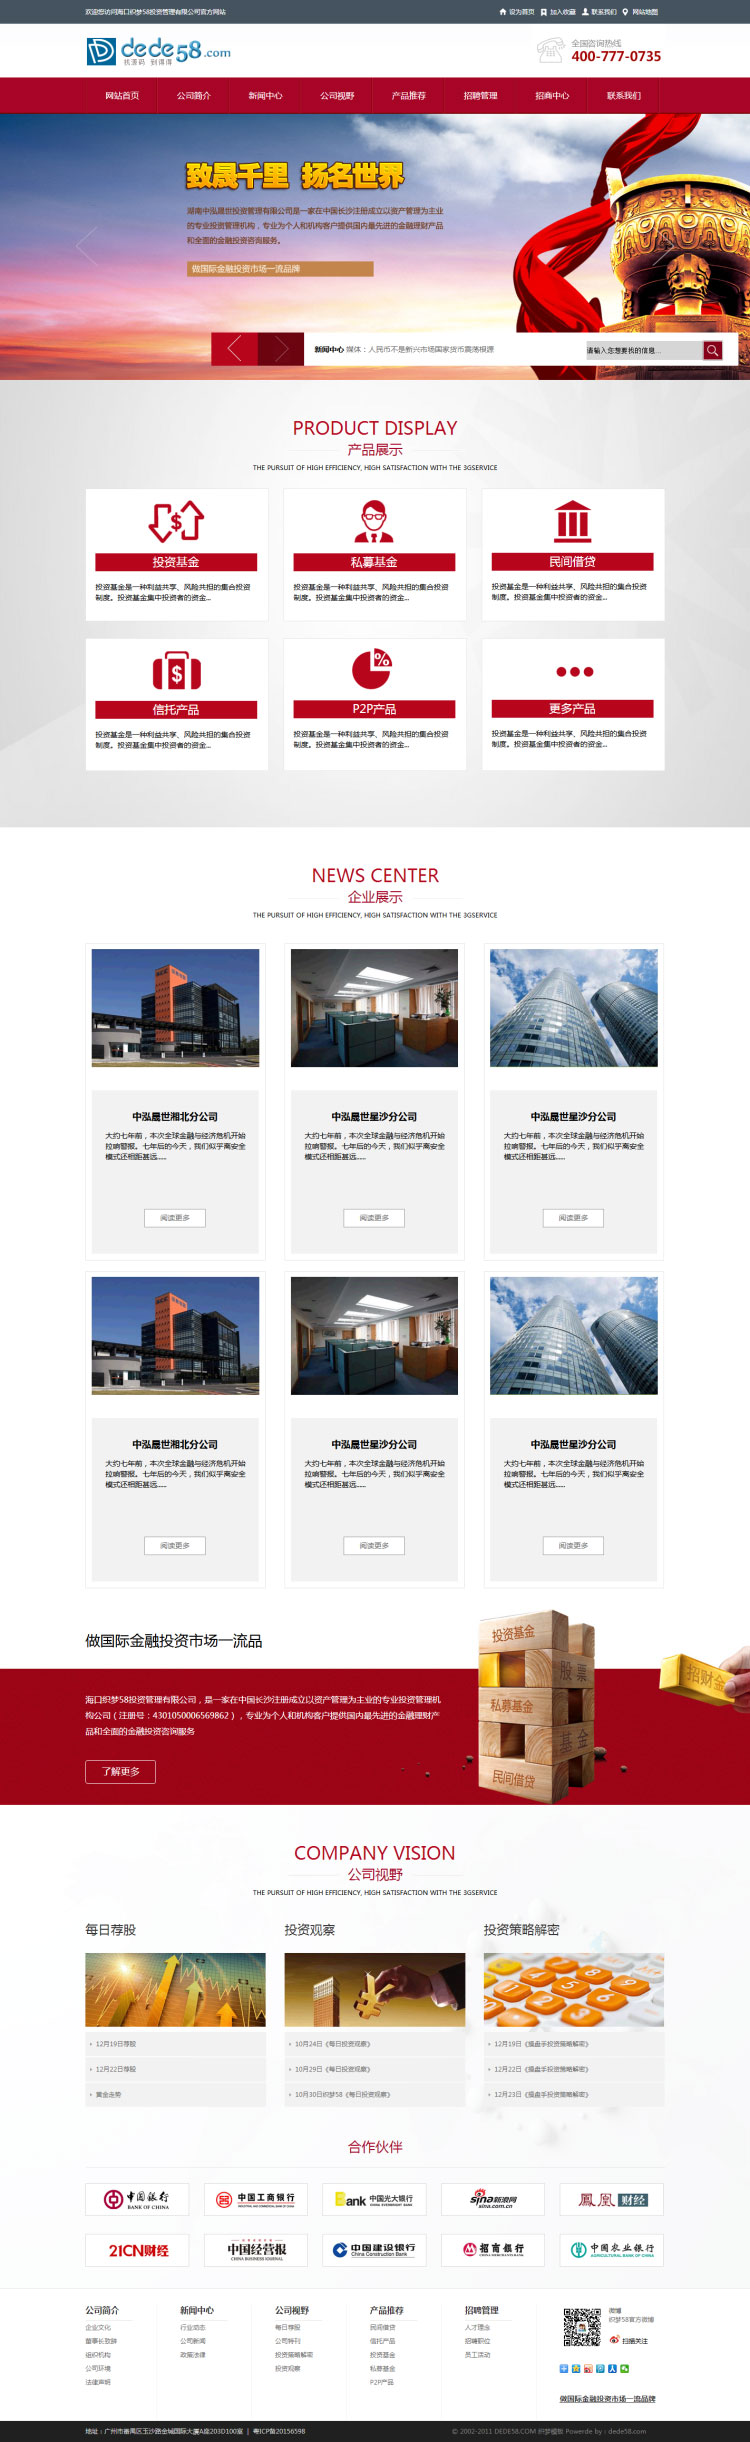 欢迎您访问海口织梦58投资管理有限公司官方网站
设为首页 加入收藏 联系我们 网站地图
dede58.com
找源码 到得得
全国咨询热线
400-777-0735
网站首页 公司简介 新闻中心 公司视野 产品推荐 招聘管理 招商中心 联系我们
致晟千里 扬名世界
湖南中泓晟世投资管理有限公司是一家在中国长沙注册成立以资产管理为主业
的专业投资管理机构，专业为个人和机构客户提供国内最先进的金融理财产品
和全面的金融投资咨询服务。
做国际金融投资市场一流品牌
新闻中心 媒体：人民币不是新兴市场国家货币震荡根源
请输入您想要找的信息...
PRODUCT DISPLAY
产品展示
THE PURSUIT OF HIGH EFFICIENCY, HIGH SATISFACTION WITH THE 3GSERVICE
投资基金
投资基金是一种利益共享、风险共担的集合投资
制度。投资基金集中投资者的资金...
私募基金
投资基金是一种利益共享、风险共担的集合投资
制度。投资基金集中投资者的资金...
民间借贷
投资基金是一种利益共享、风险共担的集合投资
制度。投资基金集中投资者的资金...
信托产品
投资基金是一种利益共享、风险共担的集合投资
制度。投资基金集中投资者的资金...
P2P产品
投资基金是一种利益共享、风险共担的集合投资
制度。投资基金集中投资者的资金...
更多产品
投资基金是一种利益共享、风险共担的集合投资
制度。投资基金集中投资者的资金...
NEWS CENTER
企业展示
THE PURSUIT OF HIGH EFFICIENCY, HIGH SATISFACTION WITH THE 3GSERVICE
中泓晟世湘北分公司
大约七年前，本次全球金融与经济危机开始
拉响警报。七年后的今天，我们似乎离安全
模式还相距甚远......
阅读更多
中泓晟世星沙分公司
大约七年前，本次全球金融与经济危机开始
拉响警报。七年后的今天，我们似乎离安全
模式还相距甚远......
阅读更多
中泓晟世星沙分公司
大约七年前，本次全球金融与经济危机开始
拉响警报。七年后的今天，我们似乎离安全
模式还相距甚远......
阅读更多
中泓晟世湘北分公司
大约七年前，本次全球金融与经济危机开始
拉响警报。七年后的今天，我们似乎离安全
模式还相距甚远......
阅读更多
中泓晟世星沙分公司
大约七年前，本次全球金融与经济危机开始
拉响警报。七年后的今天，我们似乎离安全
模式还相距甚远......
阅读更多
中泓晟世星沙分公司
大约七年前，本次全球金融与经济危机开始
拉响警报。七年后的今天，我们似乎离安全
模式还相距甚远......
阅读更多
做国际金融投资市场一流品
海口织梦58投资管理有限公司，是一家在中国长沙注册成立以资产管理为主业的专业投资管理机
构公司（注册号：4301050006569862），专业为个人和机构客户提供国内最先进的金融理财产
品和全面的金融投资咨询服务
了解更多
投资基金
股票
私募基金
基金
民间借贷
招财金
COMPANY VISION
公司视野
THE PURSUIT OF HIGH EFFICIENCY, HIGH SATISFACTION WITH THE 3GSERVICE
每日荐股
12月19日荐股
12月22日荐股
黄金走势
投资观察
10月24日《每日投资观察》
10月29日《每日投资观察》
10月30日织梦58《每日投资观察》
投资策略解密
12月19日《操盘手投资策略解密》
12月22日《操盘手投资策略解密》
12月23日《操盘手投资策略解密》
合作伙伴
中国银行 BANK OF CHINA
中国工商银行
Bank 中国光大银行
sina新浪网 sina.com.cn
凤凰财经
21CN财经
中国经营报 CHINA BUSINESS JOURNAL
中国建设银行 China Construction Bank
招商银行
中国农业银行 AGRICULTURAL BANK OF CHINA
公司简介
企业文化
董事长致辞
组织机构
公司环境
法律声明
新闻中心
行业动态
公司新闻
政策法律
公司视野
每日荐股
公司特刊
投资策略解密
投资观察
产品推荐
民间借贷
信托产品
投资基金
私募基金
P2P产品
招聘管理
人才理念
招聘职位
员工活动
微博
织梦58官方微博
扫描关注
做国际金融投资市场一流品牌
地址：广州市番禺区玉沙路金城国际大厦A座203D100室 | 粤ICP备20156598
© 2002-2011 DEDE58.COM 织梦模板 Powerde by：dede58.com